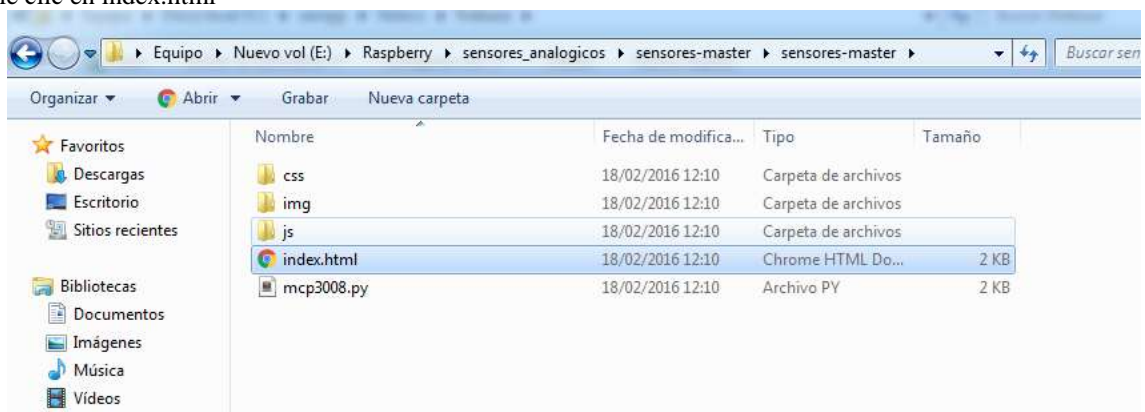 clic en index.html
Equipo Nuevo vol (E:) Raspberry sensores_analogicos sensores-master sensores-master Buscar sen
Organizar Abrir Grabar Nueva carpeta
Nombre Fecha de modifica... Tipo Tamaño
Favoritos
Descargas css 18/02/2016 12:10 Carpeta de archivos
Escritorio img 18/02/2016 12:10 Carpeta de archivos
Sitios recientes js 18/02/2016 12:10 Carpeta de archivos
index.html 18/02/2016 12:10 Chrome HTML Do... 2 KB
Bibliotecas mcp3008.py 18/02/2016 12:10 Archivo PY 2 KB
Documentos
Imágenes
Música
Vídeos